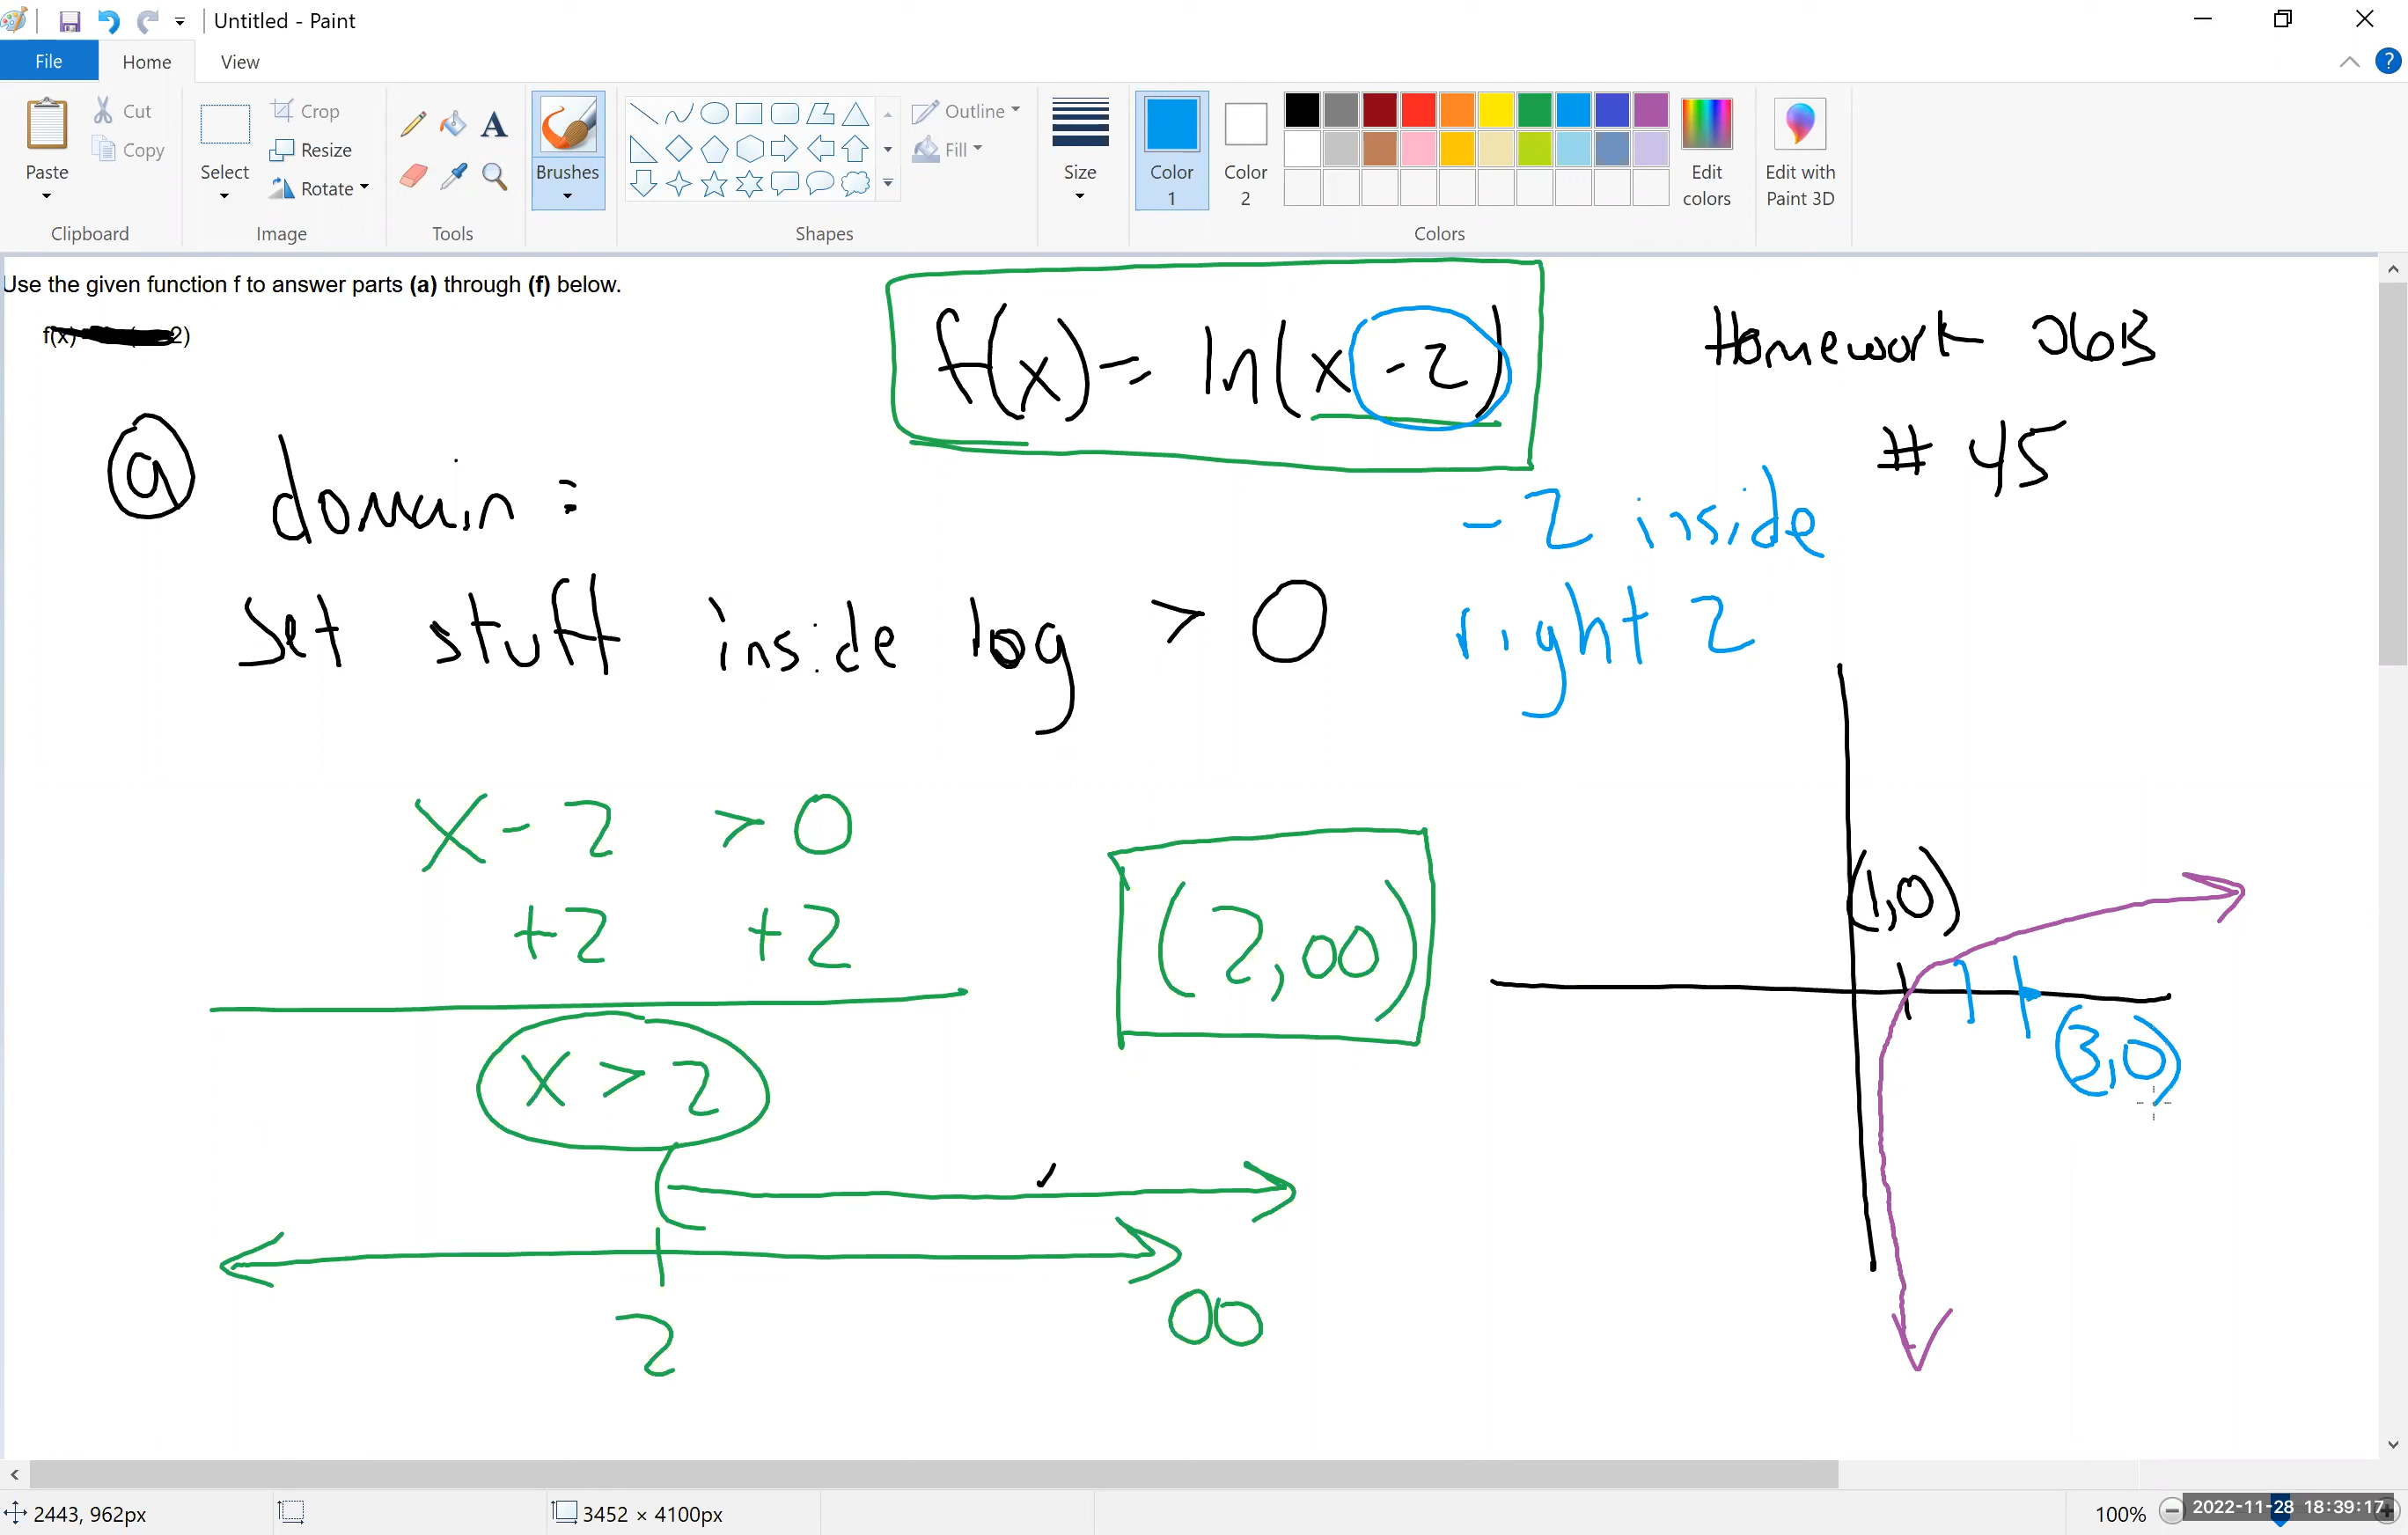 Untitled - Paint
File
Home
View
Paste
Cut
Copy
Clipboard
Select
Crop
Resize
Rotate
Image
A
Tools
Brushes
Outline
Fill
Shapes
Size
Color 1
Color 2
Edit colors
Edit with Paint 3D
Colors
?
Use the given function f to answer parts (a) through (f) below.
f(x) 2)
f(x) = ln(x - 2)
Homework
# 45
a domain :
-2 inside
Set stuff inside log > 0
right 2
x - 2 > 0
+2 +2
(2,∞)
(1,0)
x > 2
(3,0)
2
∞
2443, 962px
3452 × 4100px
100%
2022-11-28 18:39:17